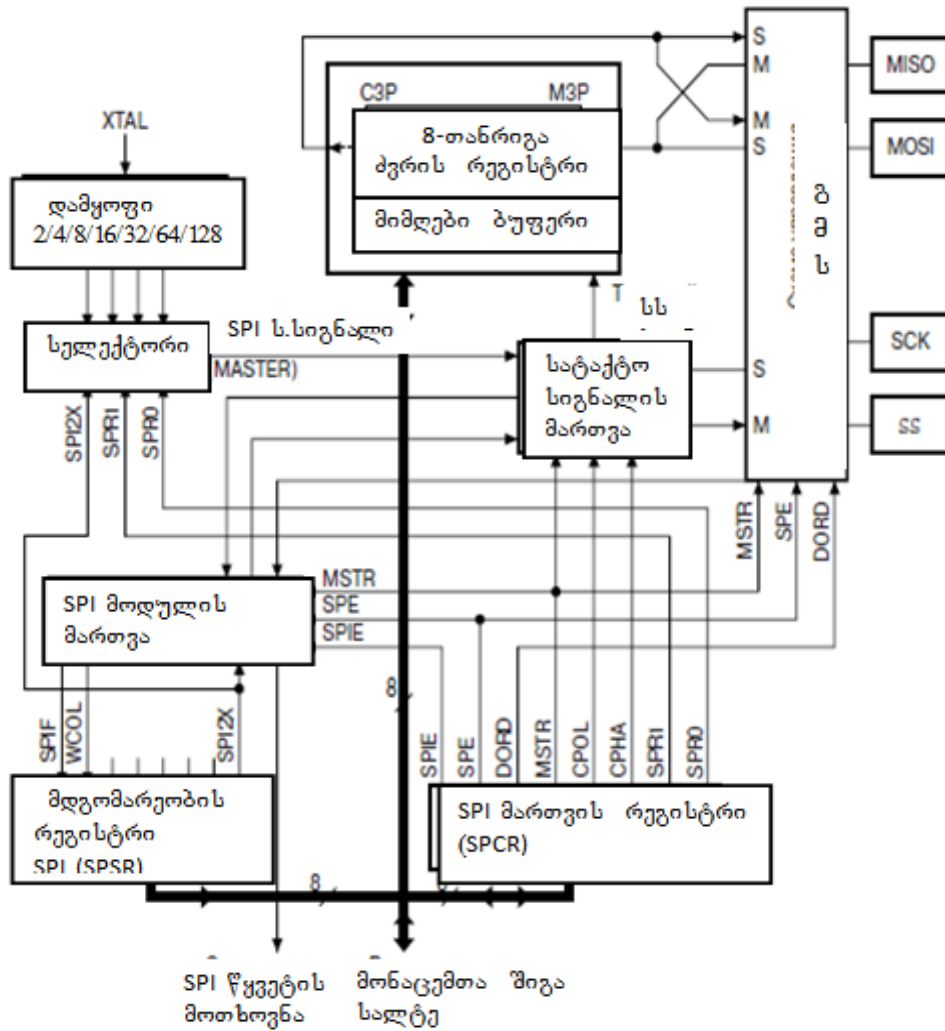 S
M
MISO
C3P
M3P
XTAL
8-თანრიგა
ძვრის რეგისტრი
M
S
MOSI
დამყოფი
2/4/8/16/32/64/128
მიმღები ბუფერი
გ
მ
ს
T
სს
სელექტორი
SPI ს.სიგნალი
(MASTER)
სატაქტო
სიგნალის
მართვა
S
SCK
M
SS
SPI2X
SPR1
SPR0
MSTR
SPE
DORD
SPI მოდულის
მართვა
MSTR
SPE
SPIE
8
SPIF
WCOL
SPI2X
SPIE
SPE
DORD
MSTR
CPOL
CPHA
SPR1
SPR0
მდგომარეობის
რეგისტრი
SPI (SPSR)
SPI მართვის რეგისტრი
(SPCR)
8
SPI წყვეტის
მოთხოვნა
მონაცემთა შიგა
სალტე